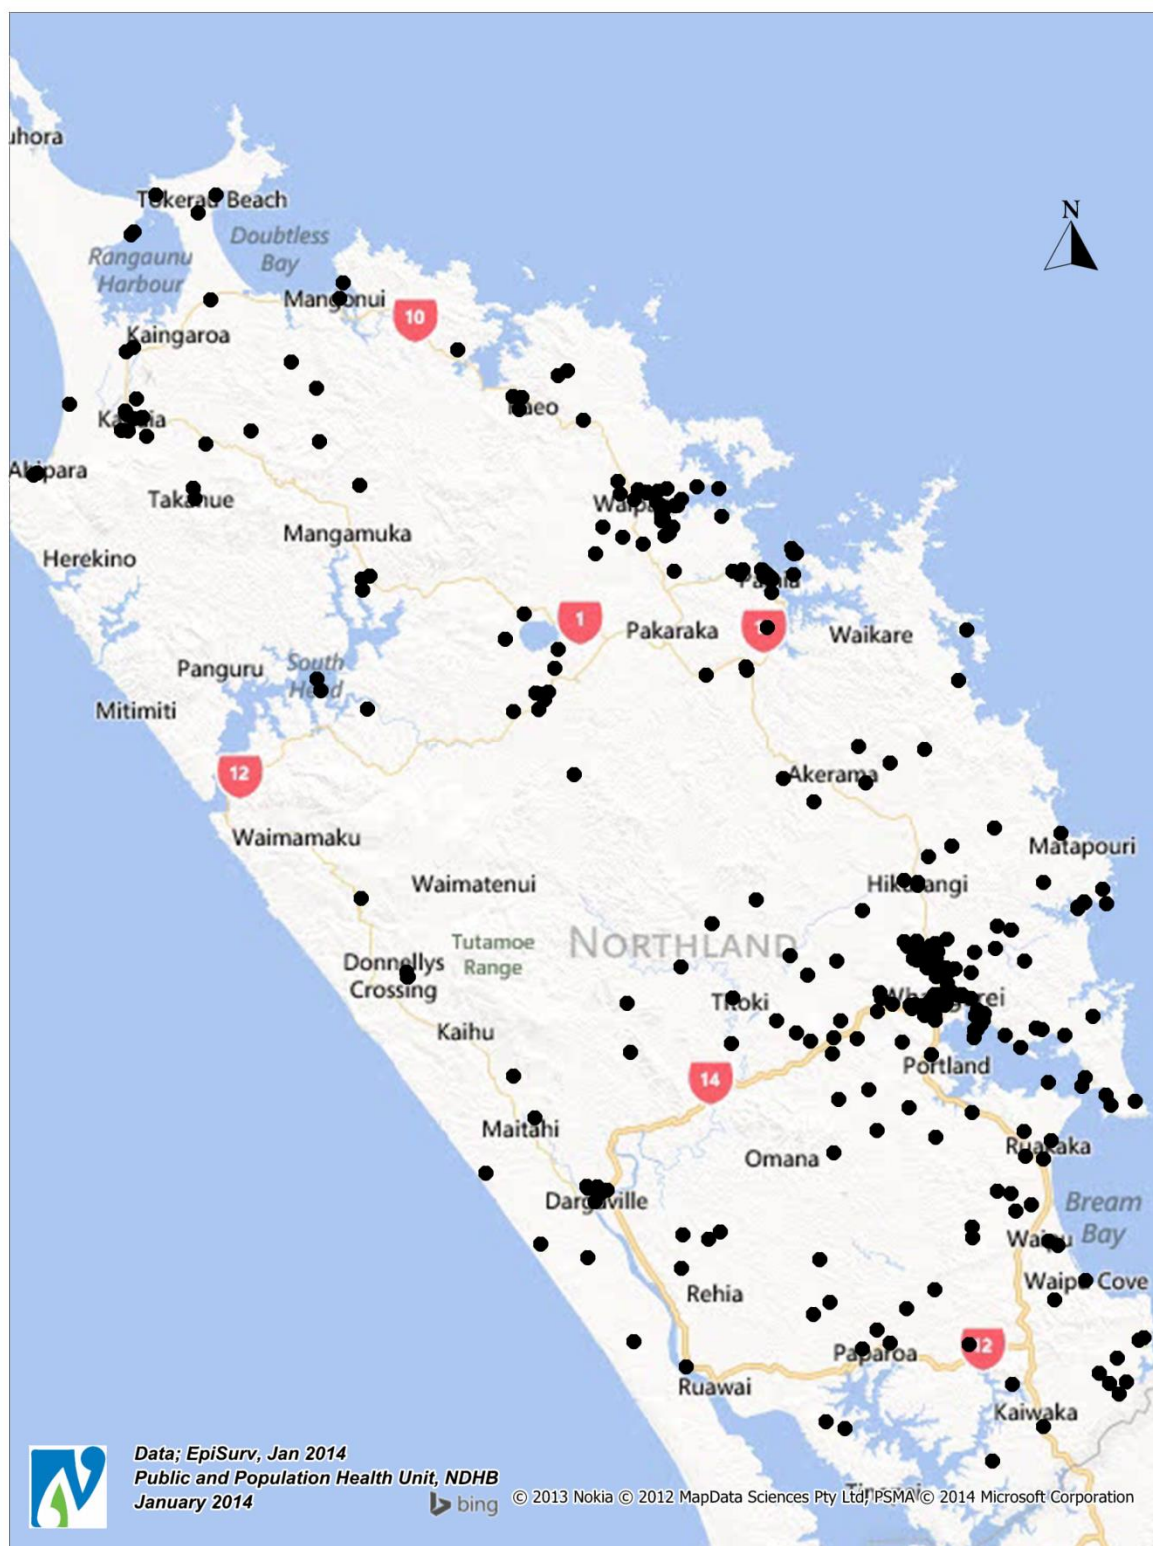 uhora
N
Tokerau Beach
Doubtless
Bay
Rangaunu
Harbour
Mangonui
10
Kaingaroa
Kaitaia
Kaeo
Ahipara
Takahue
Waipapa
Mangamuka
Herekino
Paihia
1
Pakaraka
Waikare
Panguru
South
Head
Mitimiti
12
Akerama
Waimamaku
Matapouri
Waimatenui
Hikurangi
Tutamoe
Range
NORTHLAND
Donnellys
Crossing
Titoki
Whangarei
Kaihu
Portland
14
Maitahi
Omana
Ruakaka
Dargaville
Bream
Bay
Waipu
Rehia
Waipu Cove
12
Paparoa
Ruawai
Kaiwaka
Data; EpiSurv, Jan 2014
Public and Population Health Unit, NDHB
January 2014
bing
© 2013 Nokia © 2012 MapData Sciences Pty Ltd, PSMA © 2014 Microsoft Corporation